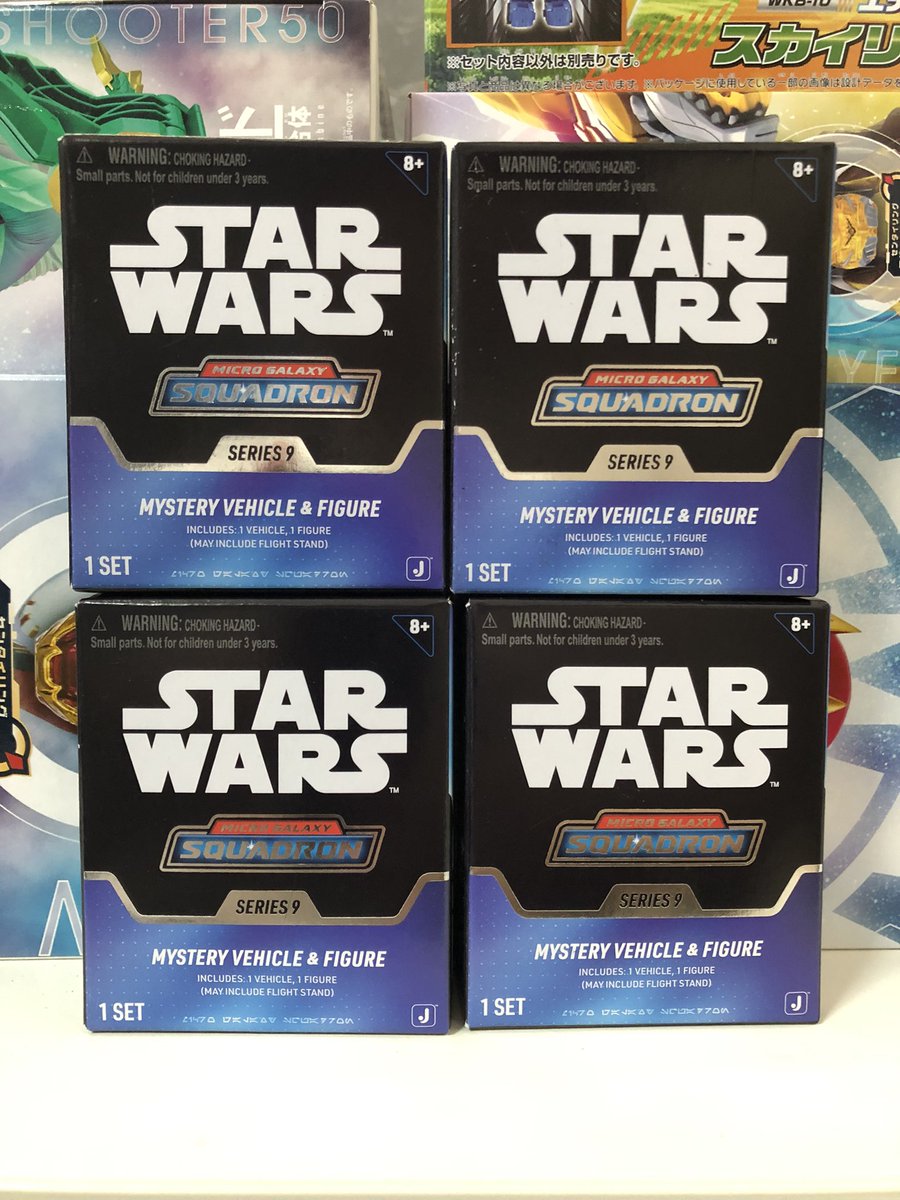 SHOOTER50
※セット内容以外は別売りです。
スカイリ
WARNING: CHOKING HAZARD -
Small parts. Not for children under 3 years.
8+
STAR
WARS
TM
MICRO GALAXY
SQUADRON
SERIES 9
MYSTERY VEHICLE & FIGURE
INCLUDES: 1 VEHICLE, 1 FIGURE
(MAY INCLUDE FLIGHT STAND)
1 SET
J
WARNING: CHOKING HAZARD -
Small parts. Not for children under 3 years.
8+
STAR
WARS
TM
MICRO GALAXY
SQUADRON
SERIES 9
MYSTERY VEHICLE & FIGURE
INCLUDES: 1 VEHICLE, 1 FIGURE
(MAY INCLUDE FLIGHT STAND)
1 SET
J
WARNING: CHOKING HAZARD -
Small parts. Not for children under 3 years.
8+
STAR
WARS
TM
MICRO GALAXY
SQUADRON
SERIES 9
MYSTERY VEHICLE & FIGURE
INCLUDES: 1 VEHICLE, 1 FIGURE
(MAY INCLUDE FLIGHT STAND)
1 SET
J
WARNING: CHOKING HAZARD -
Small parts. Not for children under 3 years.
8+
STAR
WARS
TM
MICRO GALAXY
SQUADRON
SERIES 9
MYSTERY VEHICLE & FIGURE
INCLUDES: 1 VEHICLE, 1 FIGURE
(MAY INCLUDE FLIGHT STAND)
1 SET
J